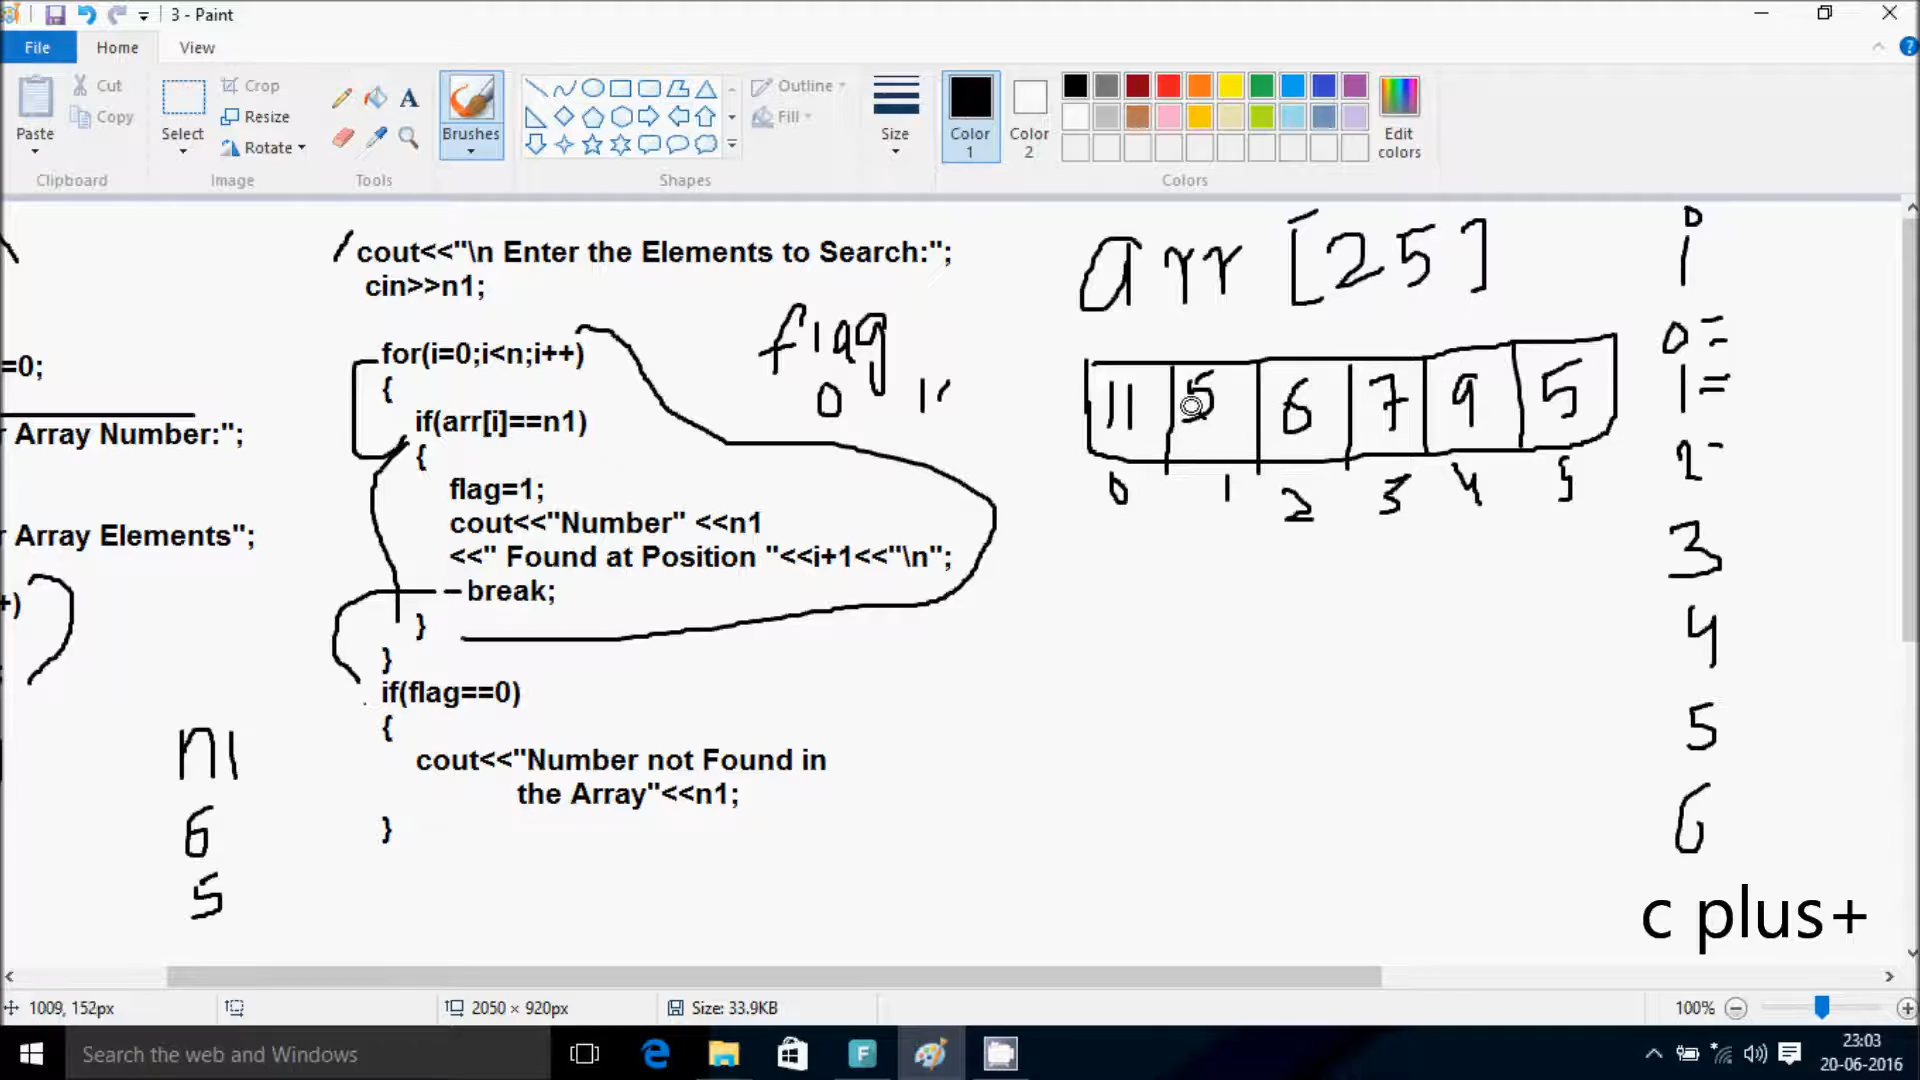 3 - Paint
File Home View
Paste
Cut
Copy
Clipboard
Select
Crop
Resize
Rotate
Image
Tools
Brushes
Shapes
Outline
Fill
Size
Color 1
Color 2
Edit colors
Colors
=0;
r Array Number:";
r Array Elements";
+)
n1
6
5
cout<<"\n Enter the Elements to Search:";
cin>>n1;
for(i=0;i<n;i++)
{
if(arr[i]==n1)
{
flag=1;
cout<<"Number" <<n1
<<" Found at Position "<<i+1<<"\n";
break;
}
}
if(flag==0)
{
cout<<"Number not Found in
the Array"<<n1;
}
flag
0 1
arr [25]
11 5 6 7 9 5
0 1 2 3 4 5
i
0 =
1 =
2 -
3
4
5
6
c plus+
1009, 152px
2050 × 920px
Size: 33.9KB
100%
Search the web and Windows
23:03
20-06-2016